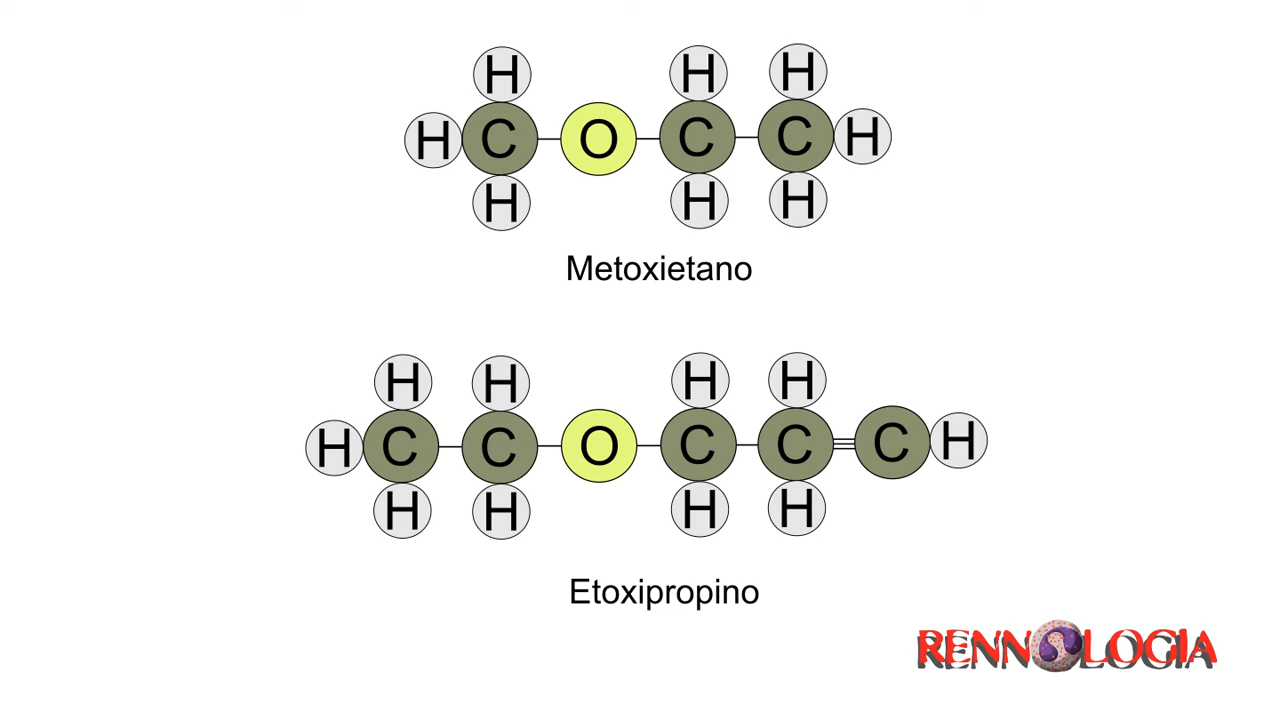 H H H
H C O C C H
H H H
Metoxietano
H H H H
H C C O C C C H
H H H H
Etoxipropino
RENNOLOGIA